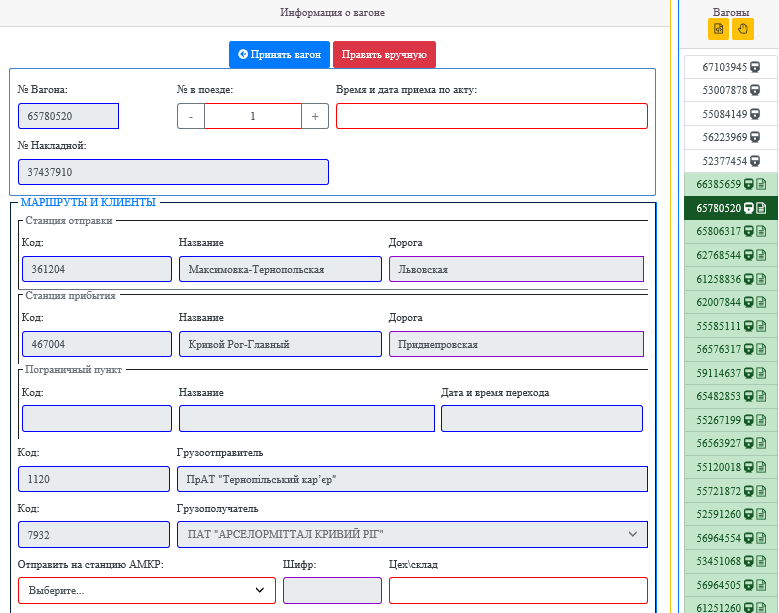 Информация о вагоне
Принять вагон Править вручную
№ Вагона: № в поезде: Время и дата приема по акту:
65780520 - 1 +
№ Накладной:
37437910
МАРШРУТЫ И КЛИЕНТЫ
Станция отправки
Код: Название Дорога
361204 Максимовка-Тернопольская Львовская
Станция прибытия
Код: Название Дорога
467004 Кривой Рог-Главный Приднепровская
Пограничный пункт
Код: Название Дата и время перехода
Код: Грузоотправитель
1120 ПрАТ "Тернопільський кар’єр"
Код: Грузополучатель
7932 ПАТ "АРСЕЛОРМІТТАЛ КРИВИЙ РІГ"
Отправить на станцию АМКР: Шифр: Цех\склад
Выберите...
Вагоны
67103945
53007878
55084149
56223969
52377454
66385659
65780520
65806317
62768544
61258836
62007844
55585111
56576317
59114637
65482853
55267199
56563927
55120018
55721872
52591260
56964554
53451068
56964505
61251260